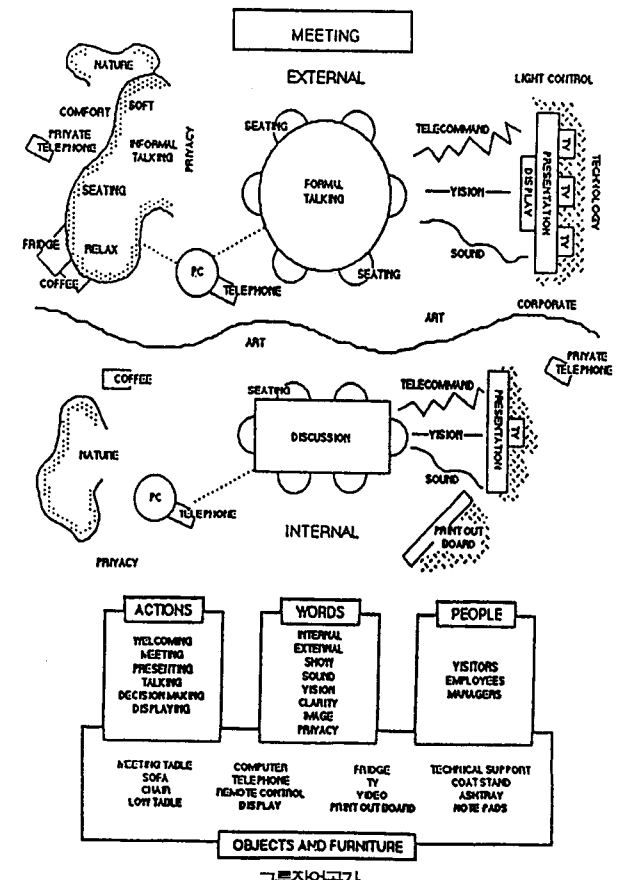 MEETING
EXTERNAL
LIGHT CONTROL
NATURE
COMFORT
SOFT
PRIVATE
TELEPHONE
INFORMAL
TALKING
PRIVACY
SEATING
FRIDGE
RELAX
COFFEE
SEATING
FORMAL
TALKING
SEATING
PC
TELEPHONE
TELECOMMAND
VISION
SOUND
DISPLAY
PRESENTATION
TV
TV
TV
TECHNOLOGY
ART
ART
CORPORATE
PRIVATE
TELEPHONE
COFFEE
NATURE
PC
TELEPHONE
PRIVACY
SEATING
DISCUSSION
INTERNAL
TELECOMMAND
VISION
SOUND
PRESENTATION
TV
PRINT OUT
BOARD
ACTIONS
WELCOMING
MEETING
PRESENTING
TALKING
DECISION MAKING
DISPLAYING
WORDS
INTERNAL
EXTERNAL
SHOW
SOUND
VISION
CLARITY
IMAGE
PRIVACY
PEOPLE
VISITORS
EMPLOYEES
MANAGERS
MEETING TABLE
SOFA
CHAIR
LOW TABLE
COMPUTER
TELEPHONE
REMOTE CONTROL
DISPLAY
FRIDGE
TV
VIDEO
PRINT OUT BOARD
TECHNICAL SUPPORT
COAT STAND
ASHTRAY
NOTE PADS
OBJECTS AND FURNITURE